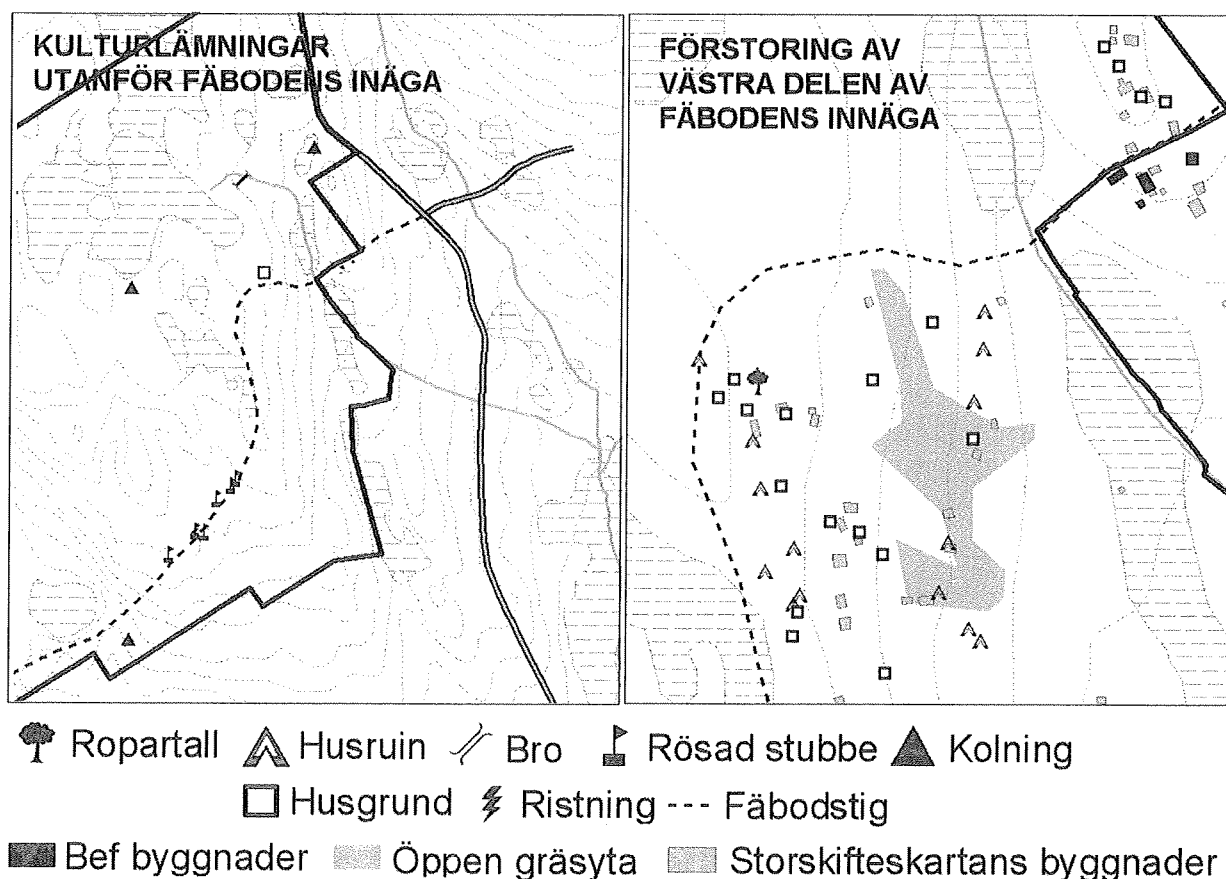 KULTURLÄMNINGAR
UTANFÖR FÄBODENS INÄGA
FÖRSTORING AV
VÄSTRA DELEN AV
FÄBODENS INNÄGA
Ropartall Husruin Bro Rösad stubbe Kolning
Husgrund Ristning Fäbodstig
Bef byggnader Öppen gräsyta Storskifteskartans byggnader